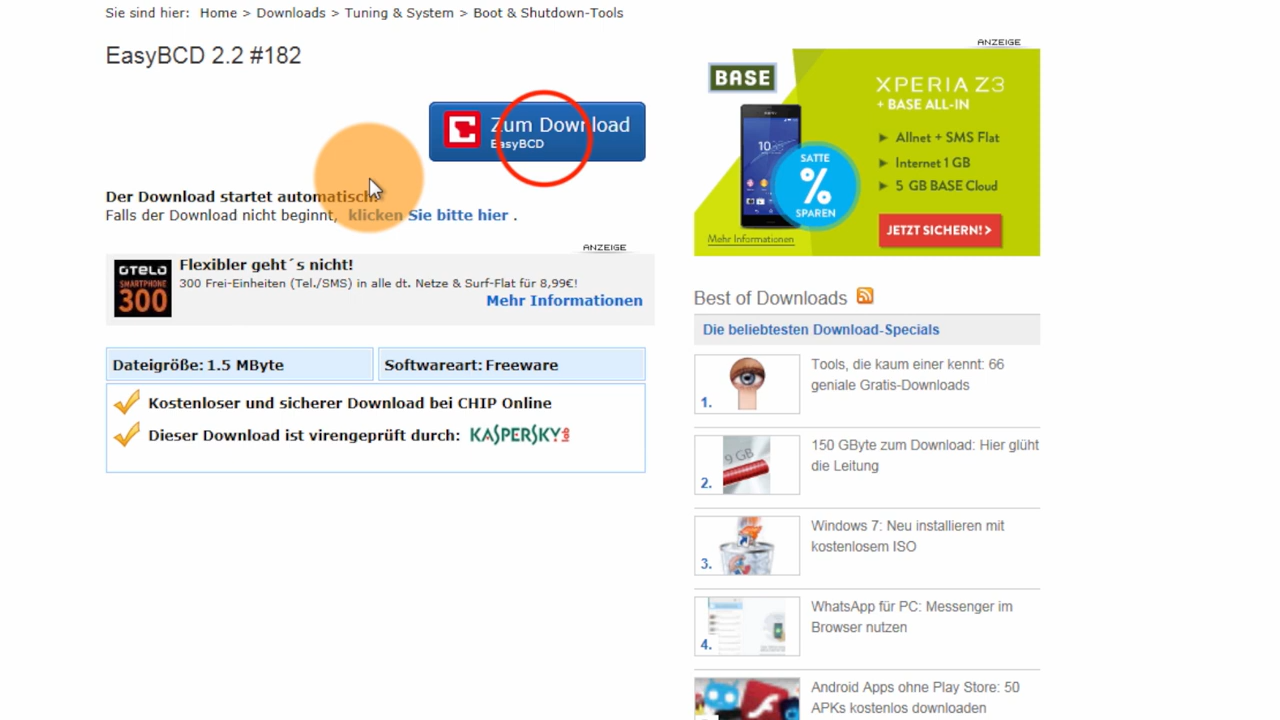 Sie sind hier: Home > Downloads > Tuning & System > Boot & Shutdown-Tools
EasyBCD 2.2 #182
Zum Download
EasyBCD
Der Download startet automatisch!
Falls der Download nicht beginnt, klicken Sie bitte hier .
ANZEIGE
OTELO
SMARTPHONE
300
Flexibler geht´s nicht!
300 Frei-Einheiten (Tel./SMS) in alle dt. Netze & Surf-Flat für 8,99€!
Mehr Informationen
Dateigröße: 1.5 MByte
Softwareart: Freeware
Kostenloser und sicherer Download bei CHIP Online
Dieser Download ist virengeprüft durch: KASPERSKY
ANZEIGE
BASE
XPERIA Z3
+ BASE ALL-IN
Allnet + SMS Flat
Internet 1 GB
5 GB BASE Cloud
SATTE
%
SPAREN
JETZT SICHERN! >
Mehr Informationen
Best of Downloads
Die beliebtesten Download-Specials
1.
Tools, die kaum einer kennt: 66
geniale Gratis-Downloads
9 GB
2.
150 GByte zum Download: Hier glüht
die Leitung
3.
Windows 7: Neu installieren mit
kostenlosem ISO
4.
WhatsApp für PC: Messenger im
Browser nutzen
Android Apps ohne Play Store: 50
APKs kostenlos downloaden